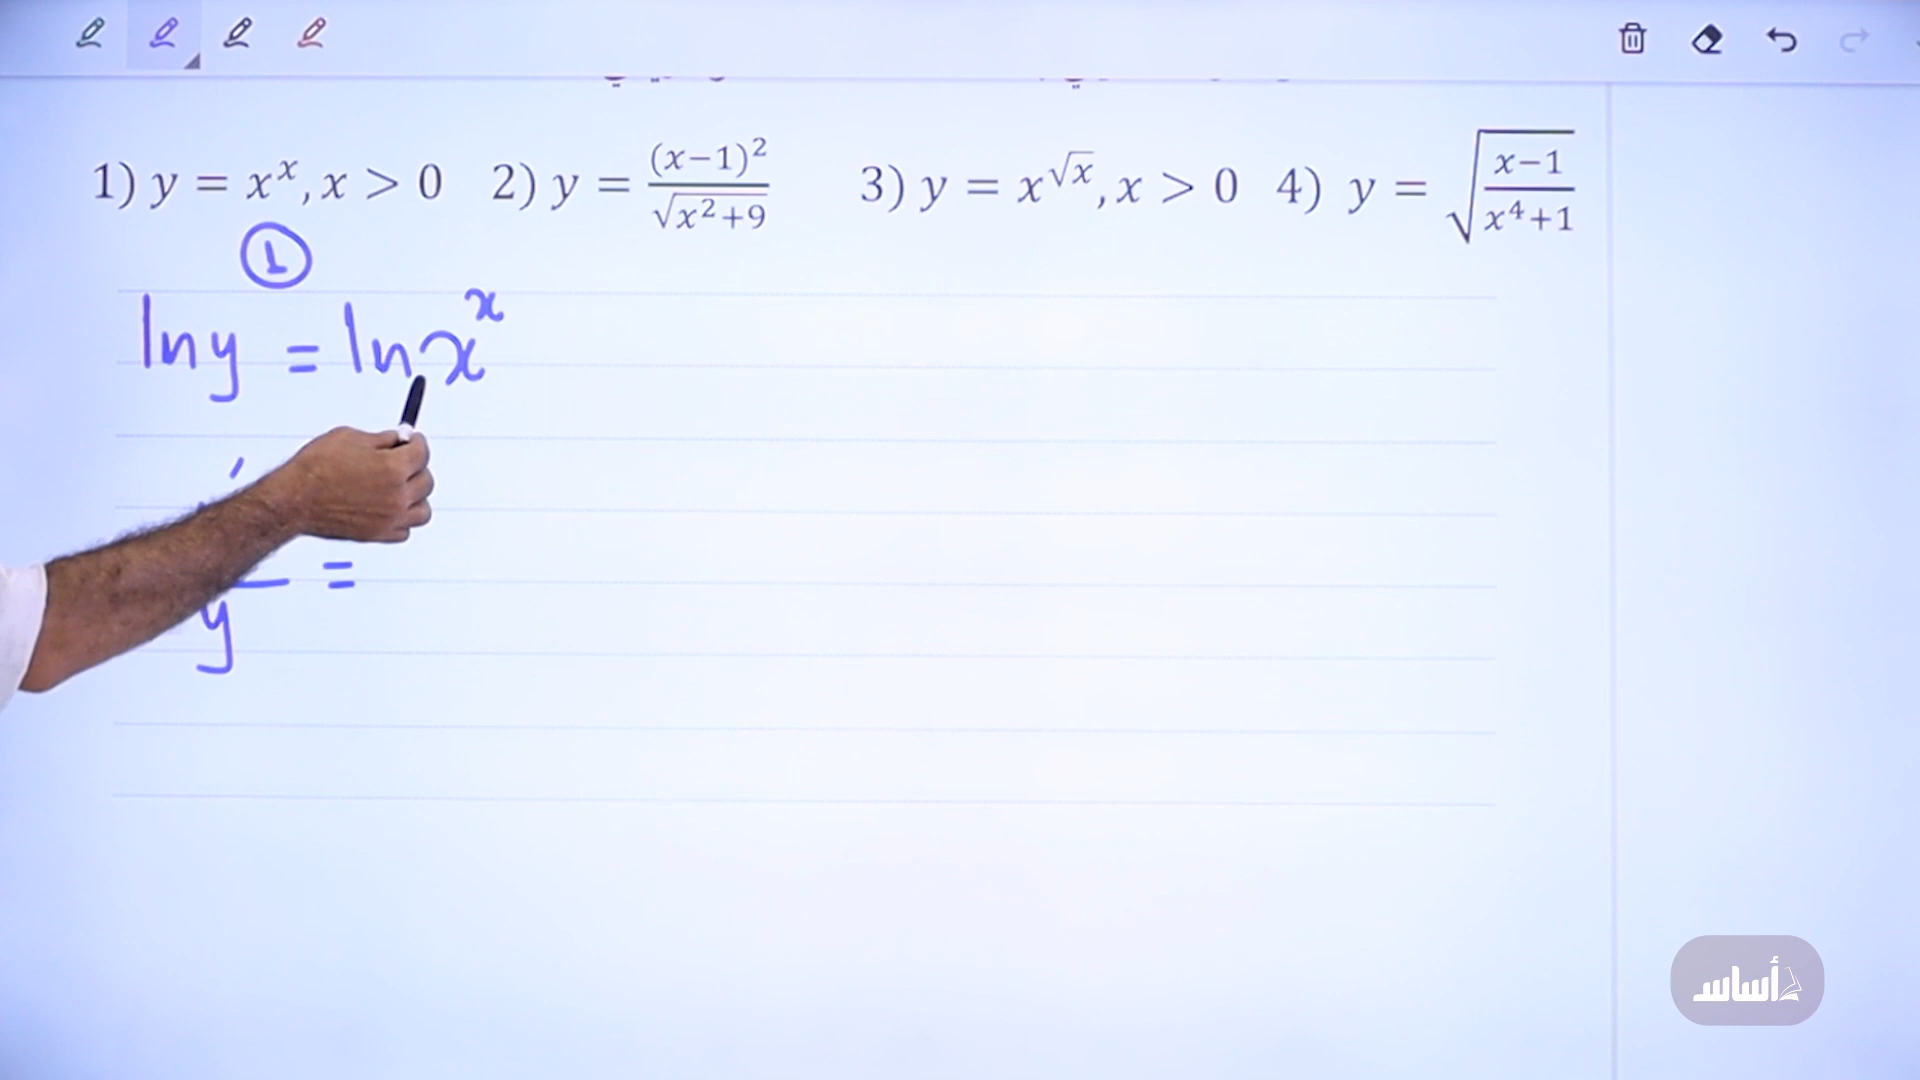 1) y = x^x, x > 0 2) y = (x−1)^2 / √(x^2+9) 3) y = x^√x, x > 0 4) y = √((x−1)/(x^4+1))
①
ln y = ln x^x
′
y =
أساس